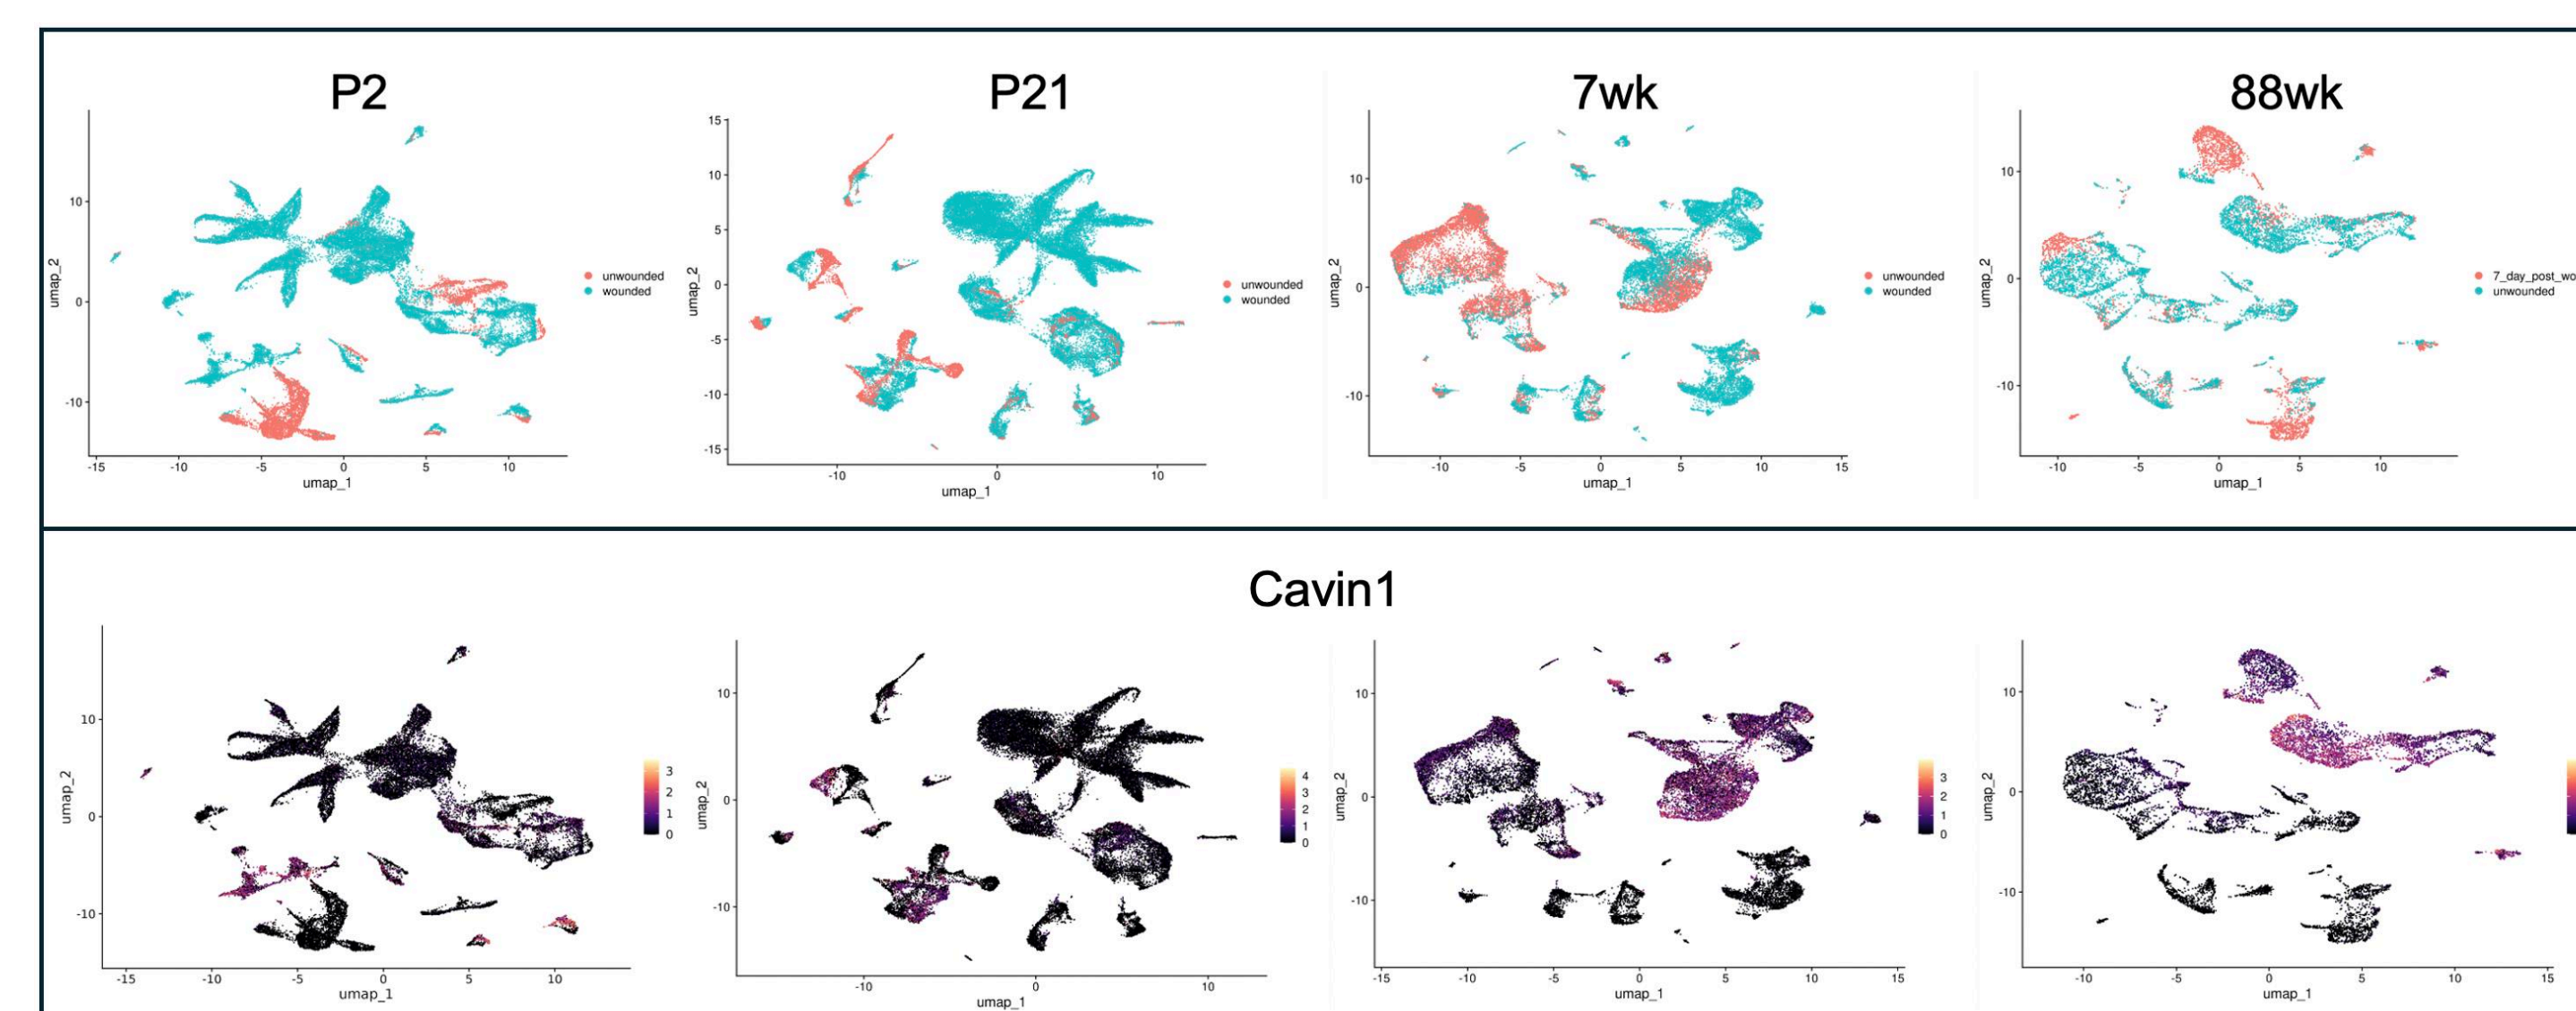 P2 P21 7wk 88wk
15
10 10 10 10
5
0 0 0 0
-5
-10 -10 -10 -10
-15
umap_2 umap_2 umap_2 umap_2
unwounded unwounded unwounded 7_day_post_wo
wounded wounded wounded unwounded
-15 -10 -5 0 5 10 -10 0 10 -10 -5 0 5 10 15 -10 -5 0 5 10
umap_1 umap_1 umap_1 umap_1
Cavin1
10 10 10 10
0 0 0 0
-10 -10 -10 -10
umap_2 umap_2 umap_2 umap_2
3 4 3
2 3 2
1 2 1
0 1 0
0
-15 -10 -5 0 5 10 -10 0 10 -15 -10 -5 0 5 10 15 -10 -5 0 5 10 15
umap_1 umap_1 umap_1 umap_1